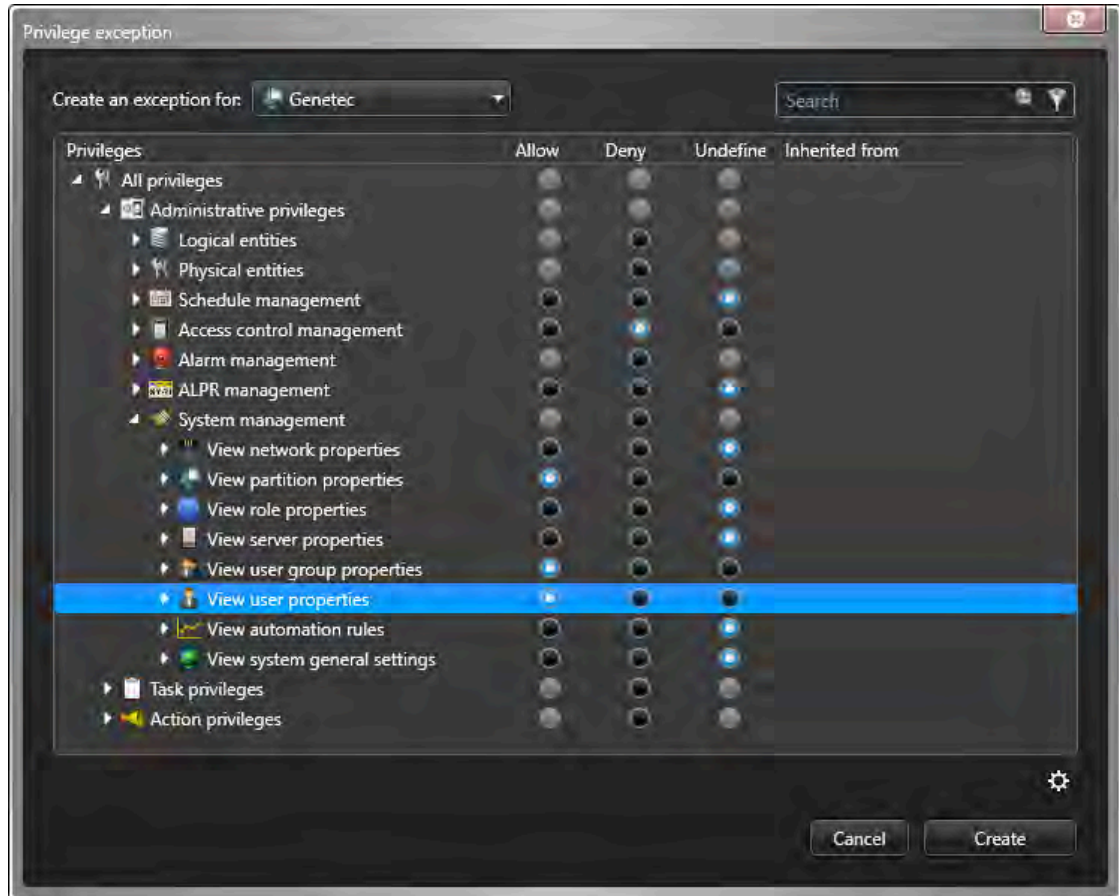 Privilege exception
Create an exception for: Genetec Search
Privileges Allow Deny Undefine Inherited from
All privileges
Administrative privileges
Logical entities
Physical entities
Schedule management
Access control management
Alarm management
ALPR management
System management
View network properties
View partition properties
View role properties
View server properties
View user group properties
View user properties
View automation rules
View system general settings
Task privileges
Action privileges
Cancel Create